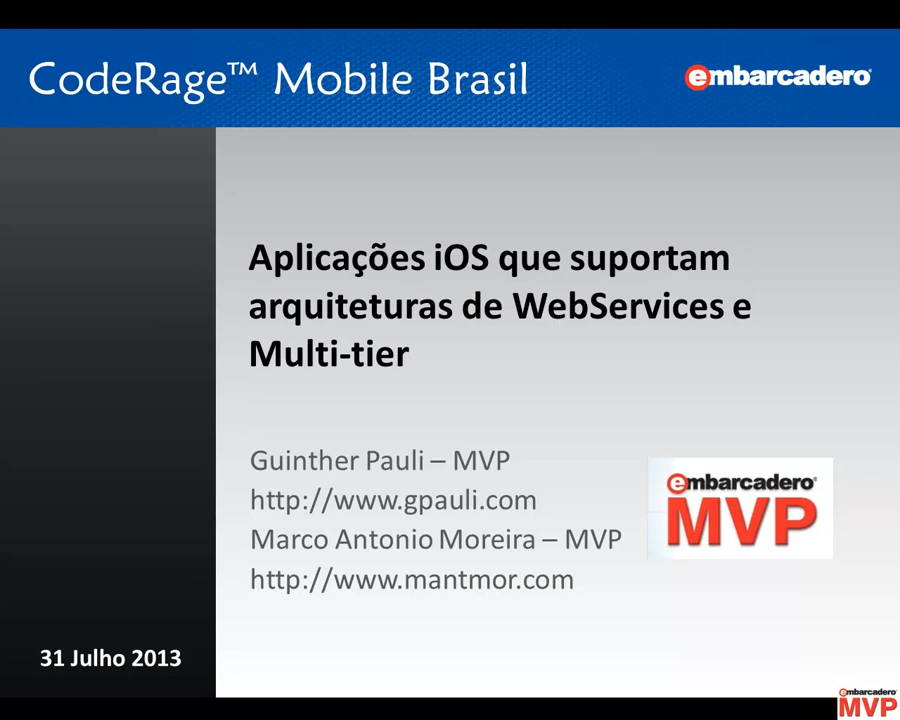 CodeRage™ Mobile Brasil
embarcadero®
Aplicações iOS que suportam
arquiteturas de WebServices e
Multi-tier
Guinther Pauli – MVP
http://www.gpauli.com
Marco Antonio Moreira – MVP
http://www.mantmor.com
embarcadero®
MVP
31 Julho 2013
embarcadero
MVP